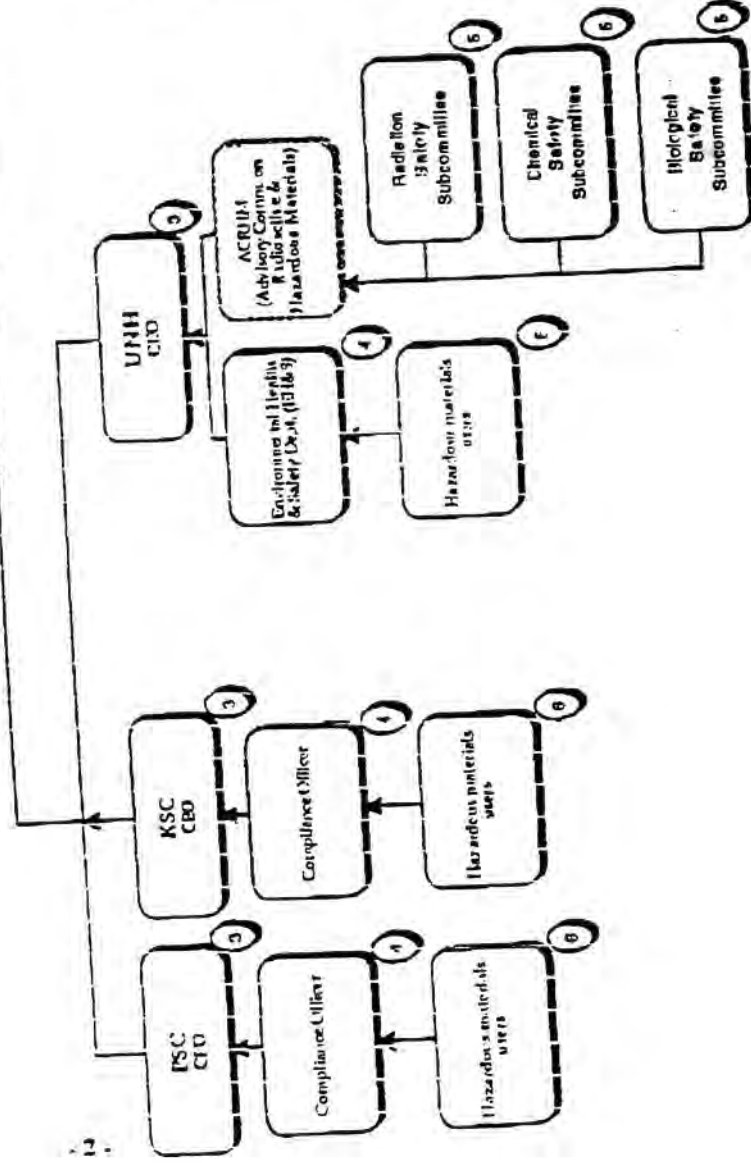 UNH
CEO
3
ACRHM
(Advisory Comm. on
Radioactive &
Hazardous Materials)
Environmental Health
& Safety Dept. (EH&S)
4
Hazardous materials
users
6
Radiation
Safety
Subcommittee
5
Chemical
Safety
Subcommittee
5
Biological
Safety
Subcommittee
5
KSC
CEO
3
Compliance Officer
4
Hazardous materials
users
6
PSC
CEO
3
Compliance Officer
4
Hazardous materials
users
6
- 2 -